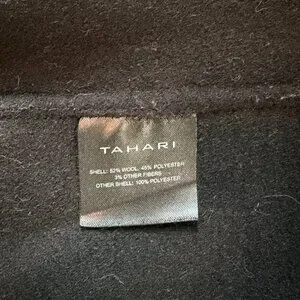 TAHARI
SHELL: 52% WOOL, 45% POLYESTER
3% OTHER FIBERS
OTHER SHELL: 100% POLYESTER